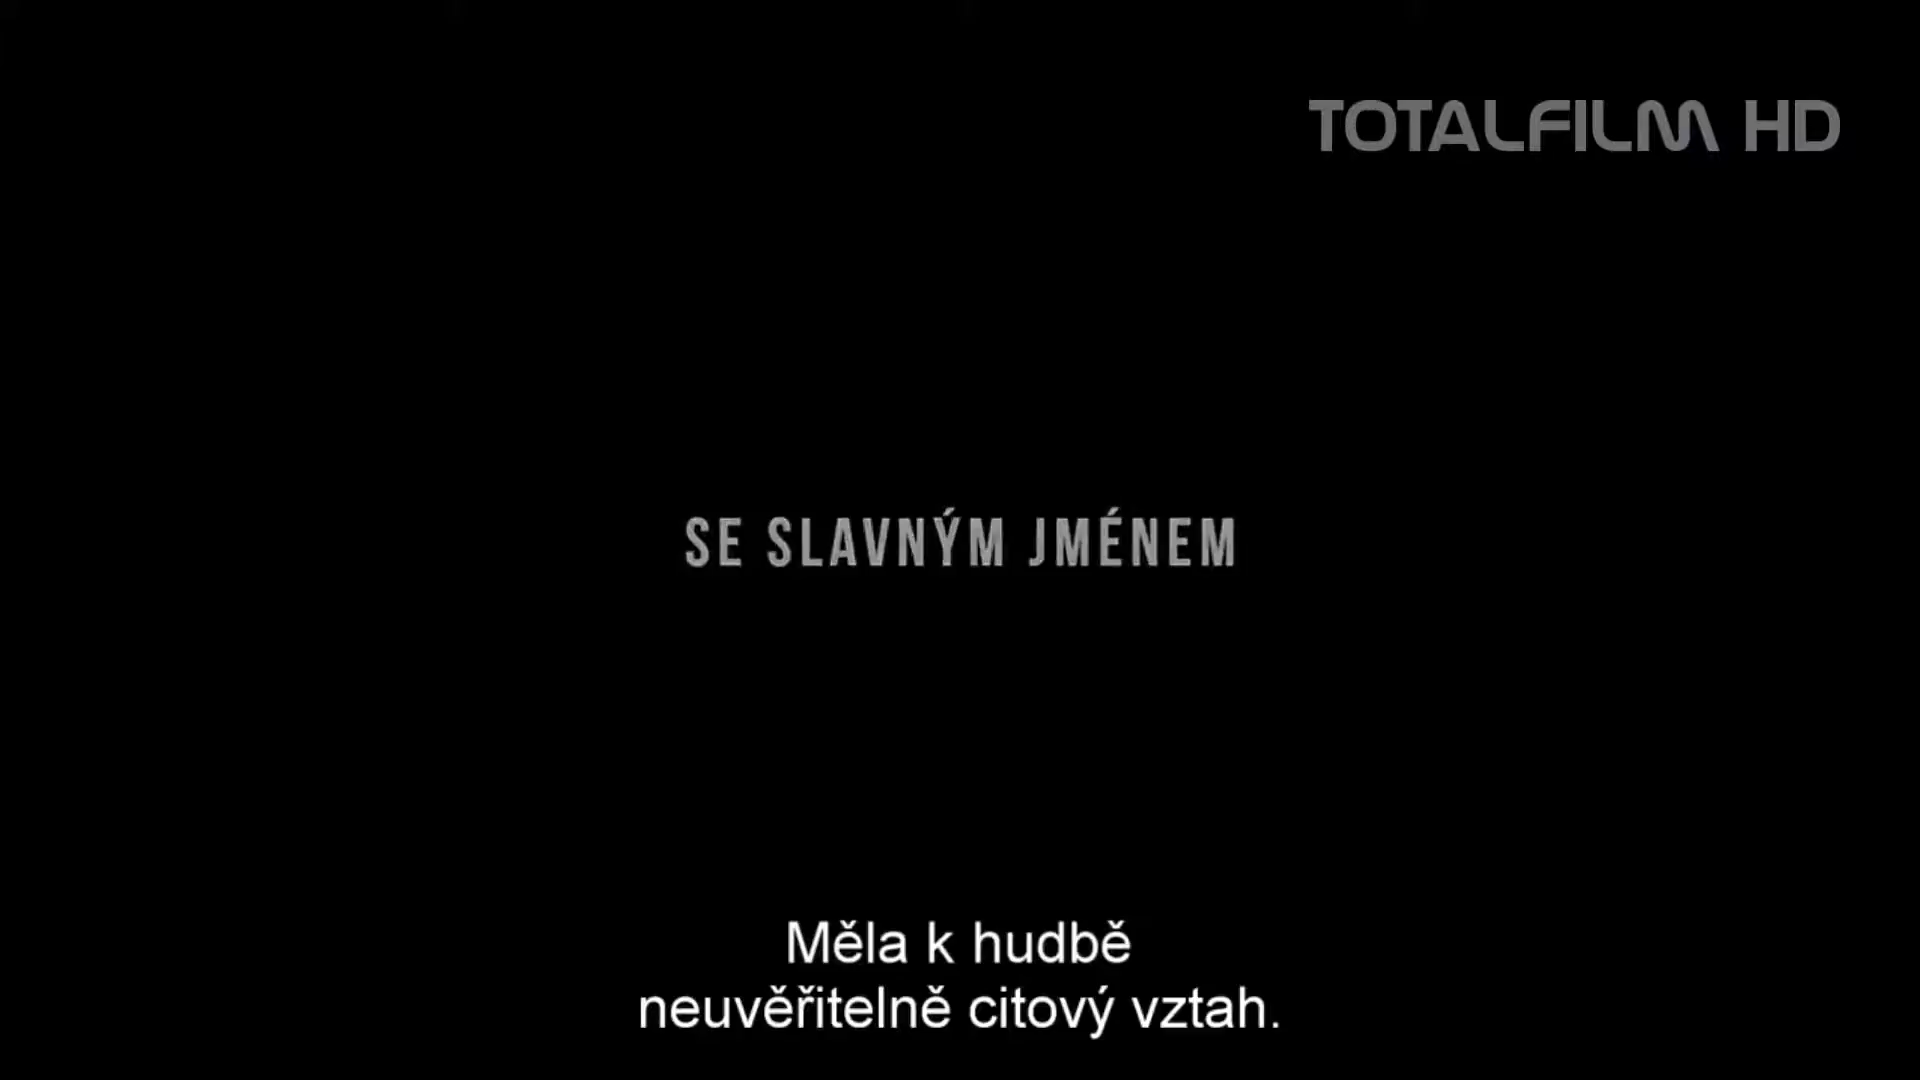 TOTALFILM HD
SE SLAVNÝM JMÉNEM
Měla k hudbě
neuvěřitelně citový vztah.